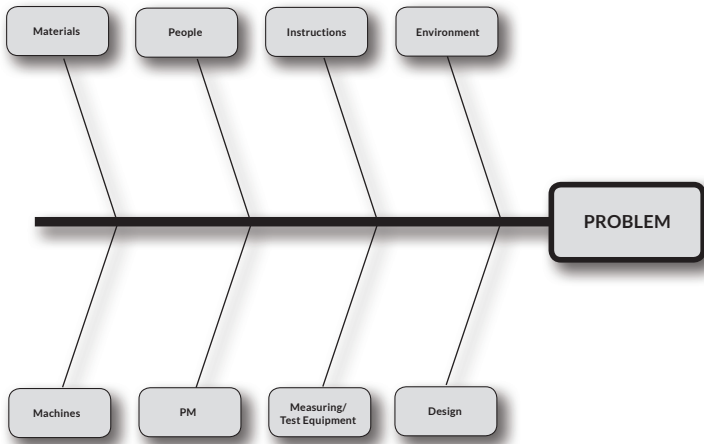 Materials
People
Instructions
Environment
PROBLEM
Machines
PM
Measuring/
Test Equipment
Design